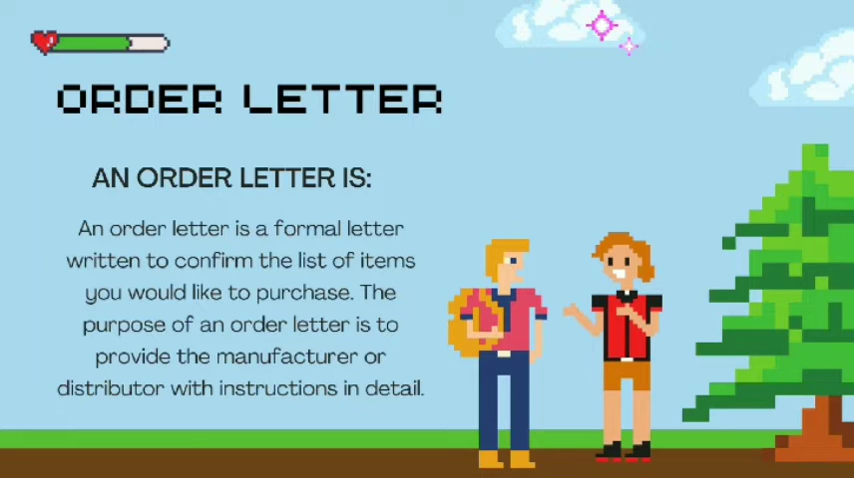 ORDER LETTER
AN ORDER LETTER IS:
An order letter is a formal letter
written to confirm the list of items
you would like to purchase. The
purpose of an order letter is to
provide the manufacturer or
distributor with instructions in detail.